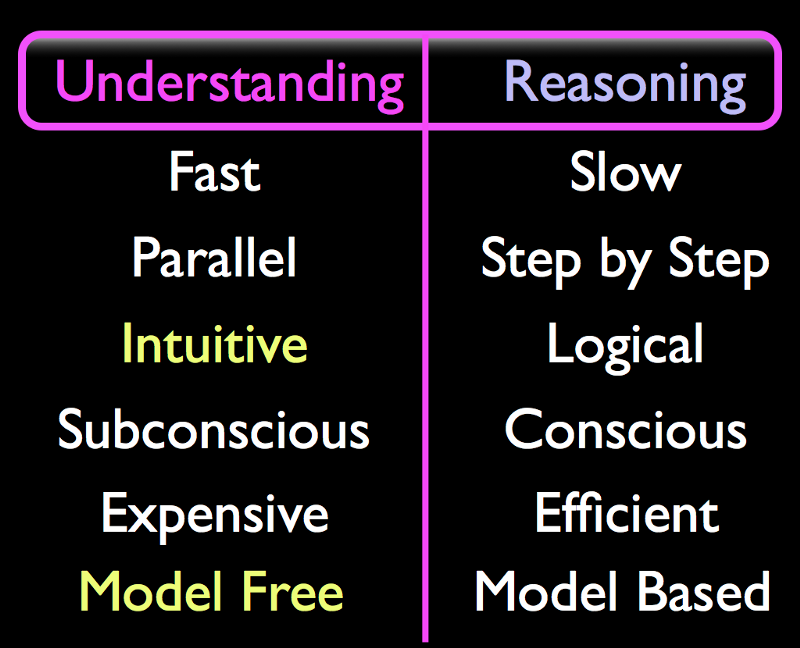 Understanding Reasoning
Fast Slow
Parallel Step by Step
Intuitive Logical
Subconscious Conscious
Expensive Efficient
Model Free Model Based